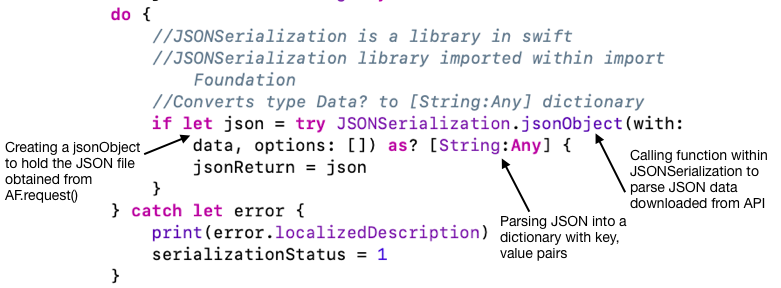 do {
//JSONSerialization is a library in swift
//JSONSerialization library imported within import
Foundation
//Converts type Data? to [String:Any] dictionary
if let json = try JSONSerialization.jsonObject(with:
data, options: []) as? [String:Any] {
jsonReturn = json
}
} catch let error {
print(error.localizedDescription)
serializationStatus = 1
}
Creating a jsonObject
to hold the JSON file
obtained from
AF.request()
Parsing JSON into a
dictionary with key,
value pairs
Calling function within
JSONSerialization to
parse JSON data
downloaded from API